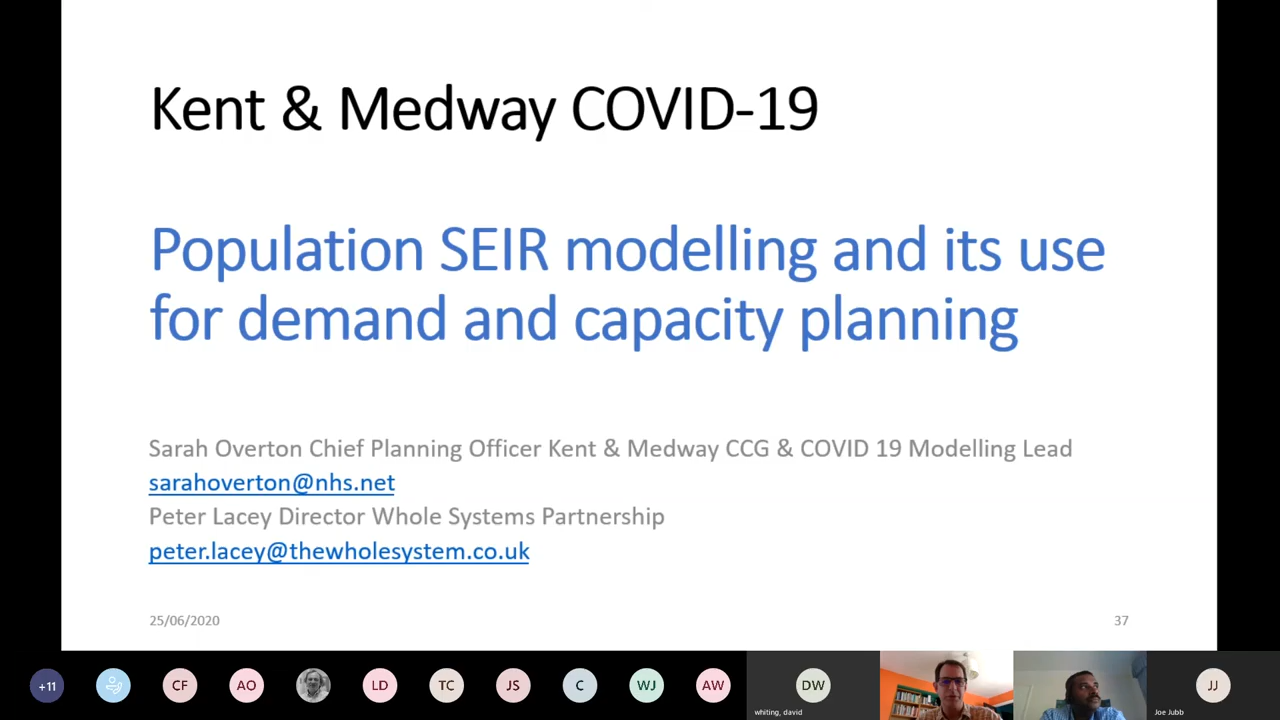 Kent & Medway COVID-19
Population SEIR modelling and its use
for demand and capacity planning
Sarah Overton Chief Planning Officer Kent & Medway CCG & COVID 19 Modelling Lead
sarahoverton@nhs.net
Peter Lacey Director Whole Systems Partnership
peter.lacey@thewholesystem.co.uk
25/06/2020
37
+11
CF
AO
LD
TC
JS
C
WJ
AW
DW
whiting, david
JJ
Joe Jubb